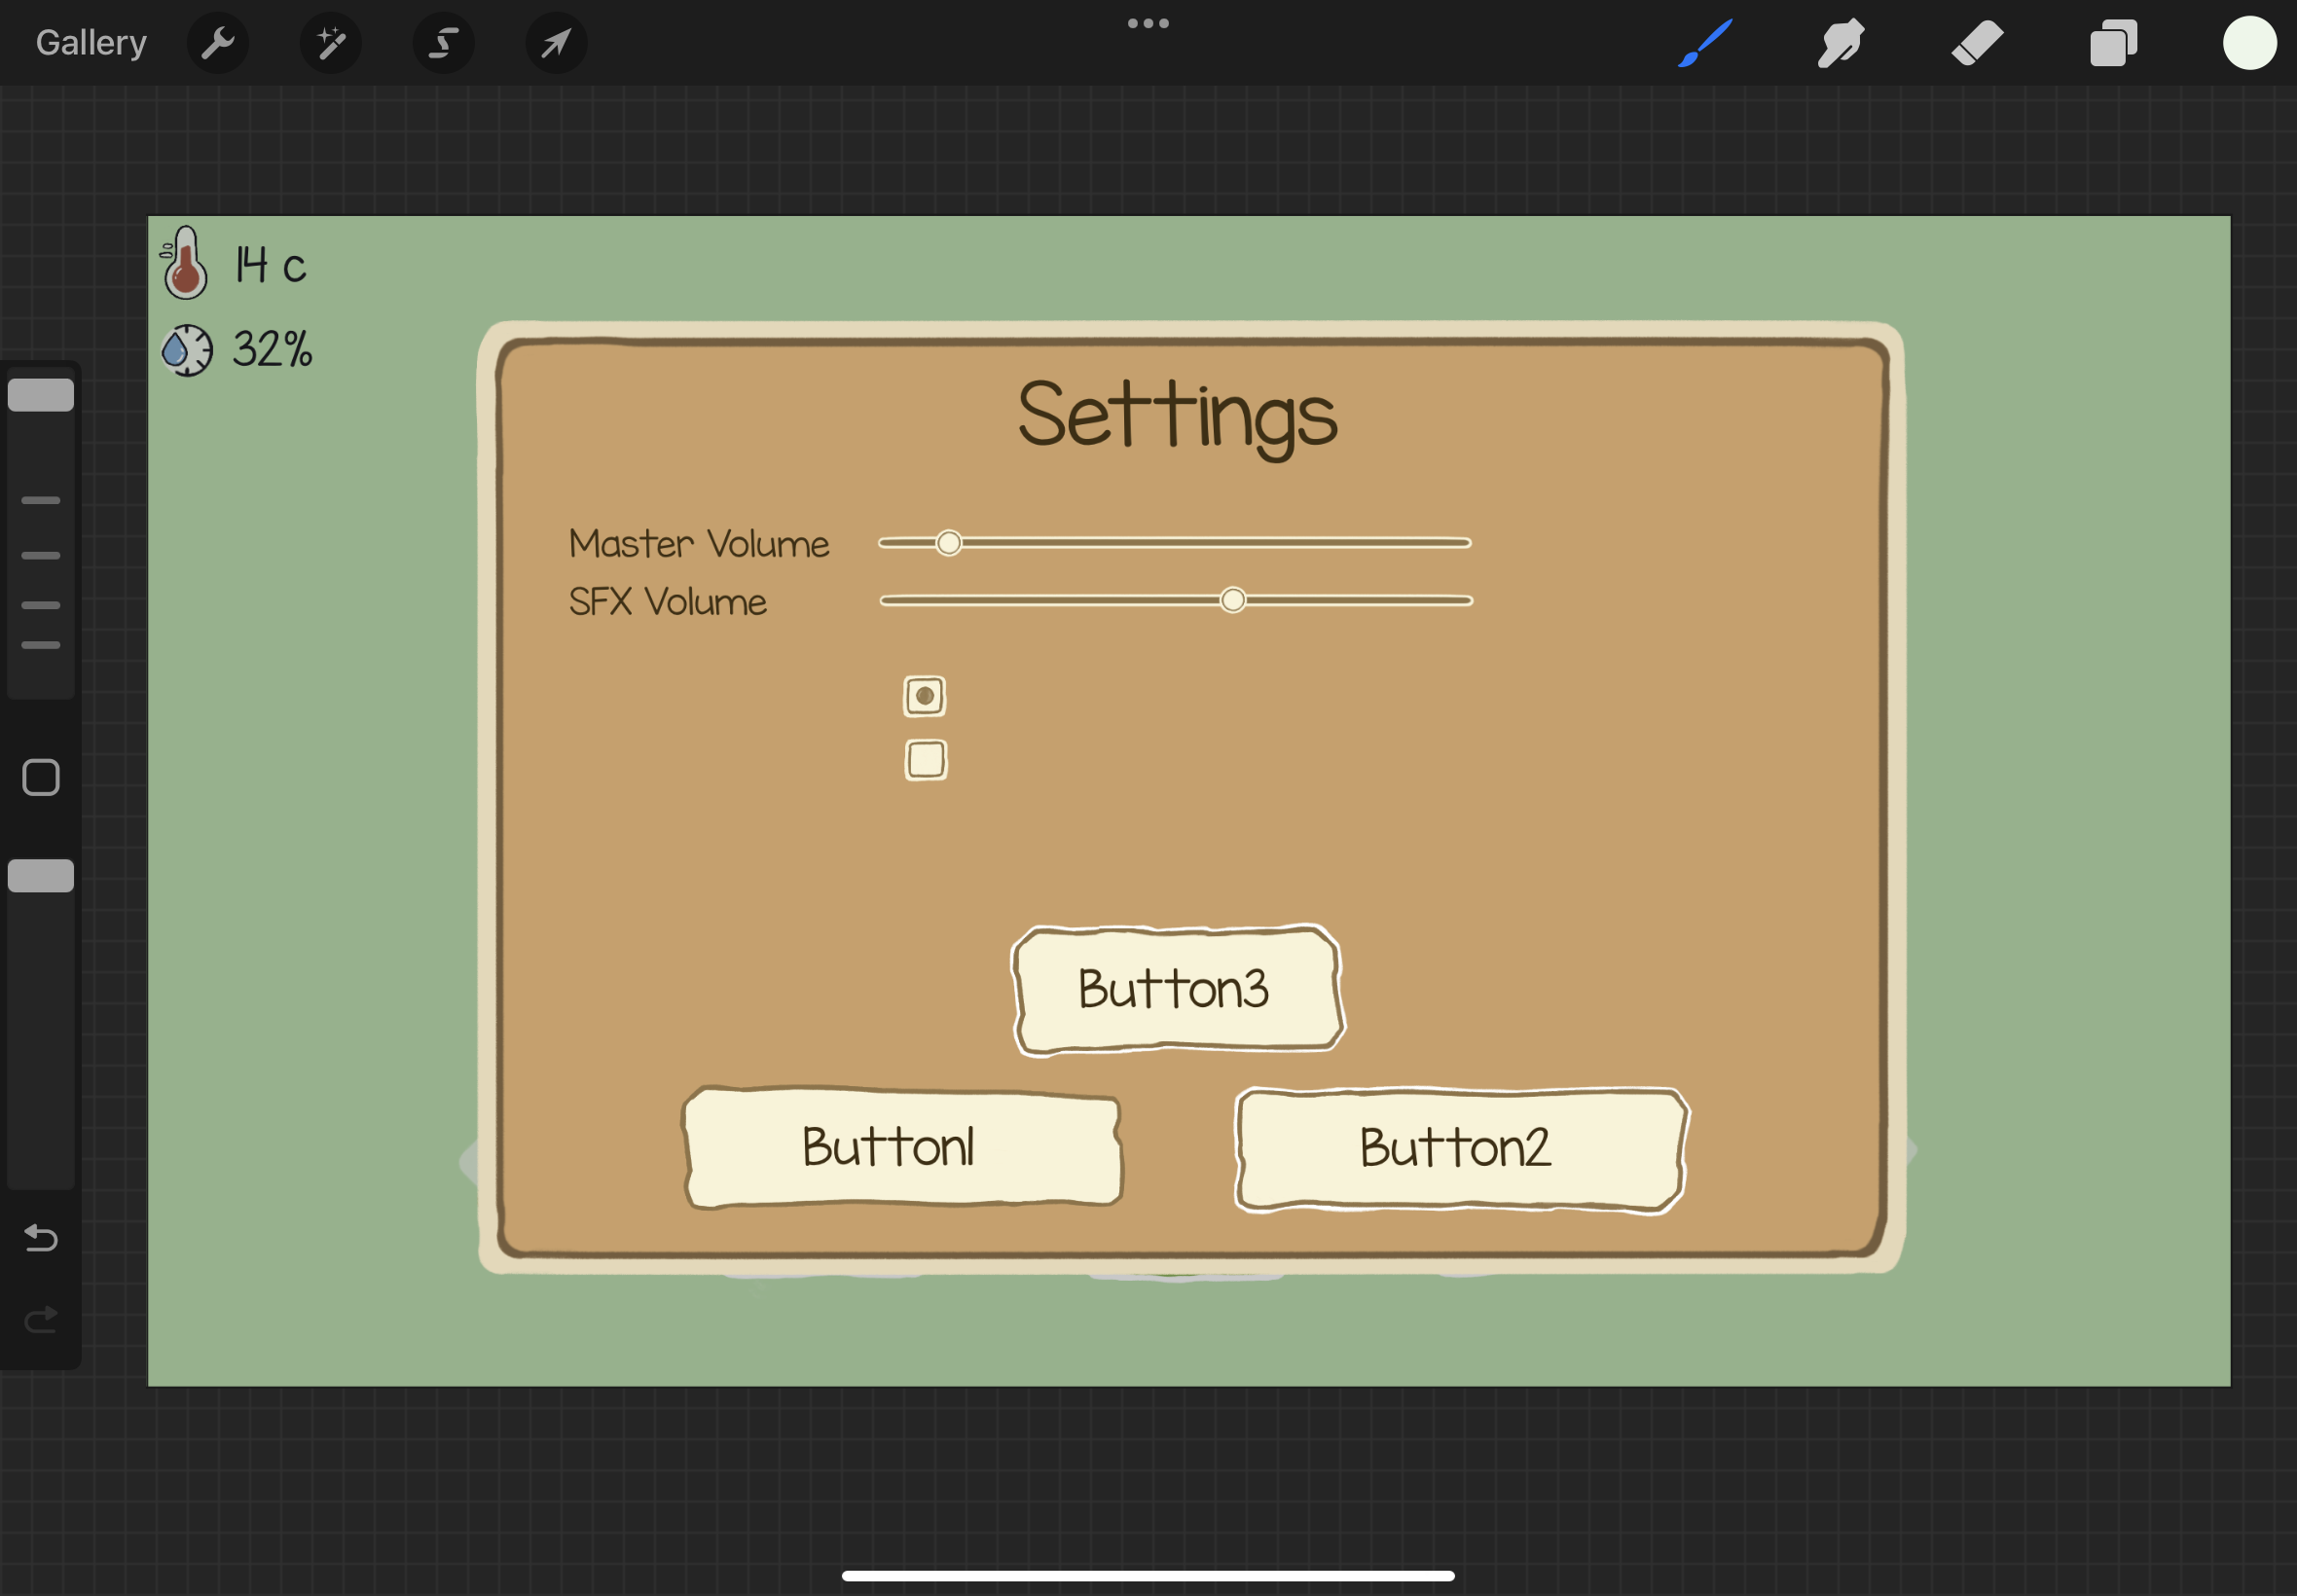 Gallery
14 c
32%
Settings
Master Volume
SFX Volume
Button3
Button1
Button2